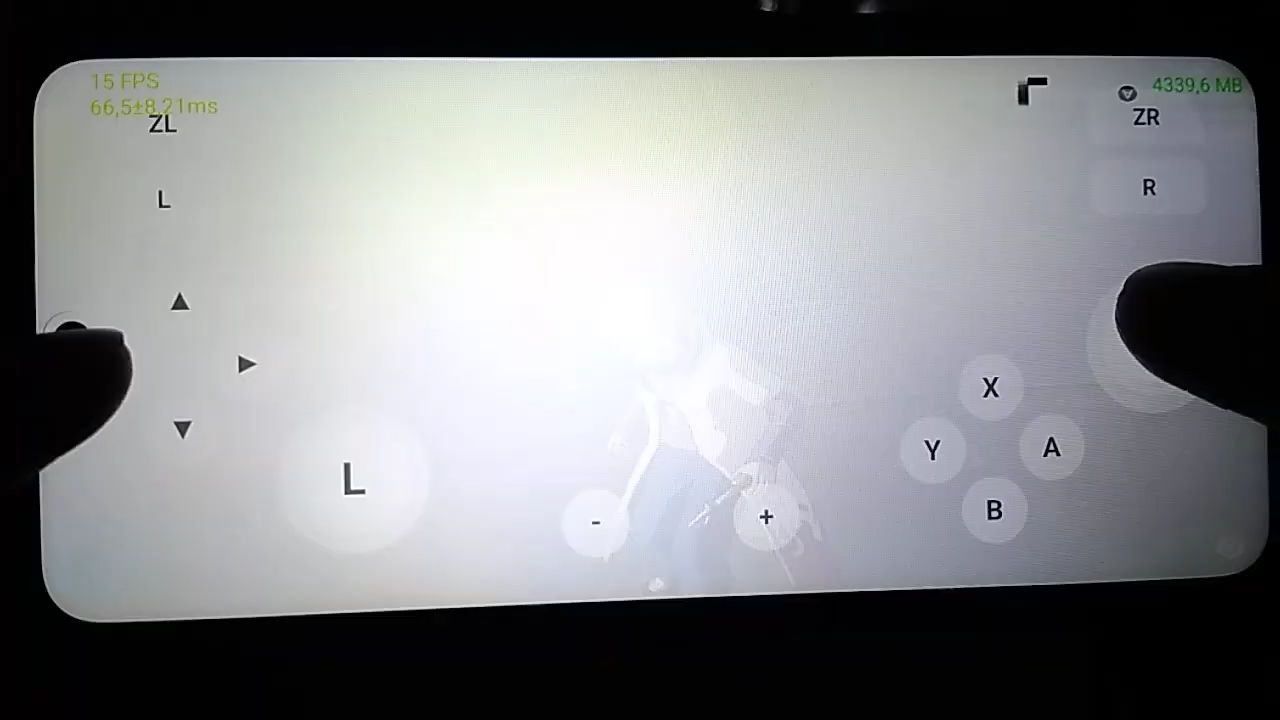 15 FPS
66,5±8,21ms
4339,6 MB
ZL
ZR
L
R
X
Y
A
L
B
-
+